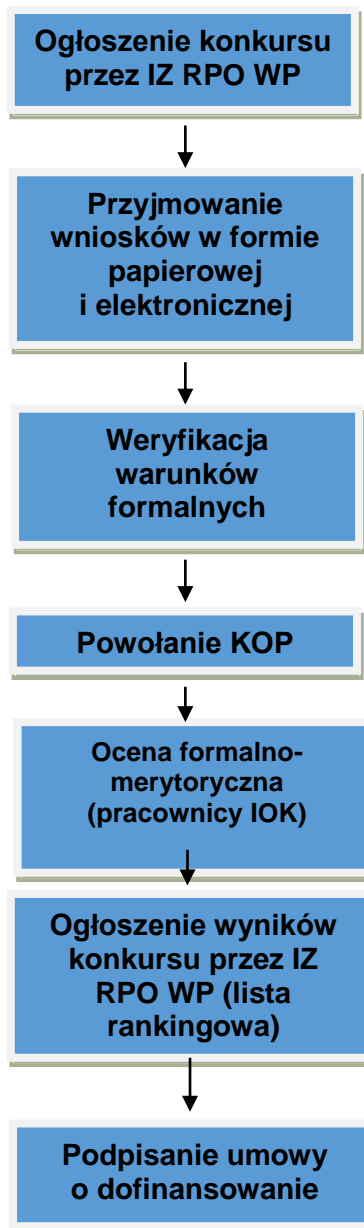 Ogłoszenie konkursu
przez IZ RPO WP
Przyjmowanie
wniosków w formie
papierowej
i elektronicznej
Weryfikacja
warunków
formalnych
Powołanie KOP
Ocena formalno-
merytoryczna
(pracownicy IOK)
Ogłoszenie wyników
konkursu przez IZ
RPO WP (lista
rankingowa)
Podpisanie umowy
o dofinansowanie